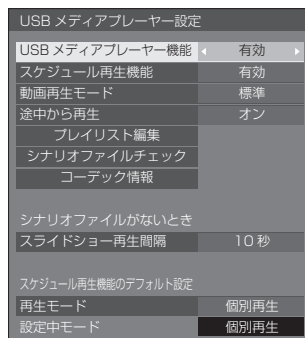 USB メディアプレーヤー設定
USB メディアプレーヤー機能 有効
スケジュール再生機能 有効
動画再生モード 標準
途中から再生 オン
プレイリスト編集
シナリオファイルチェック
コーデック情報
シナリオファイルがないとき
スライドショー再生間隔 10 秒
スケジュール再生機能のデフォルト設定
再生モード 個別再生
設定中モード 個別再生